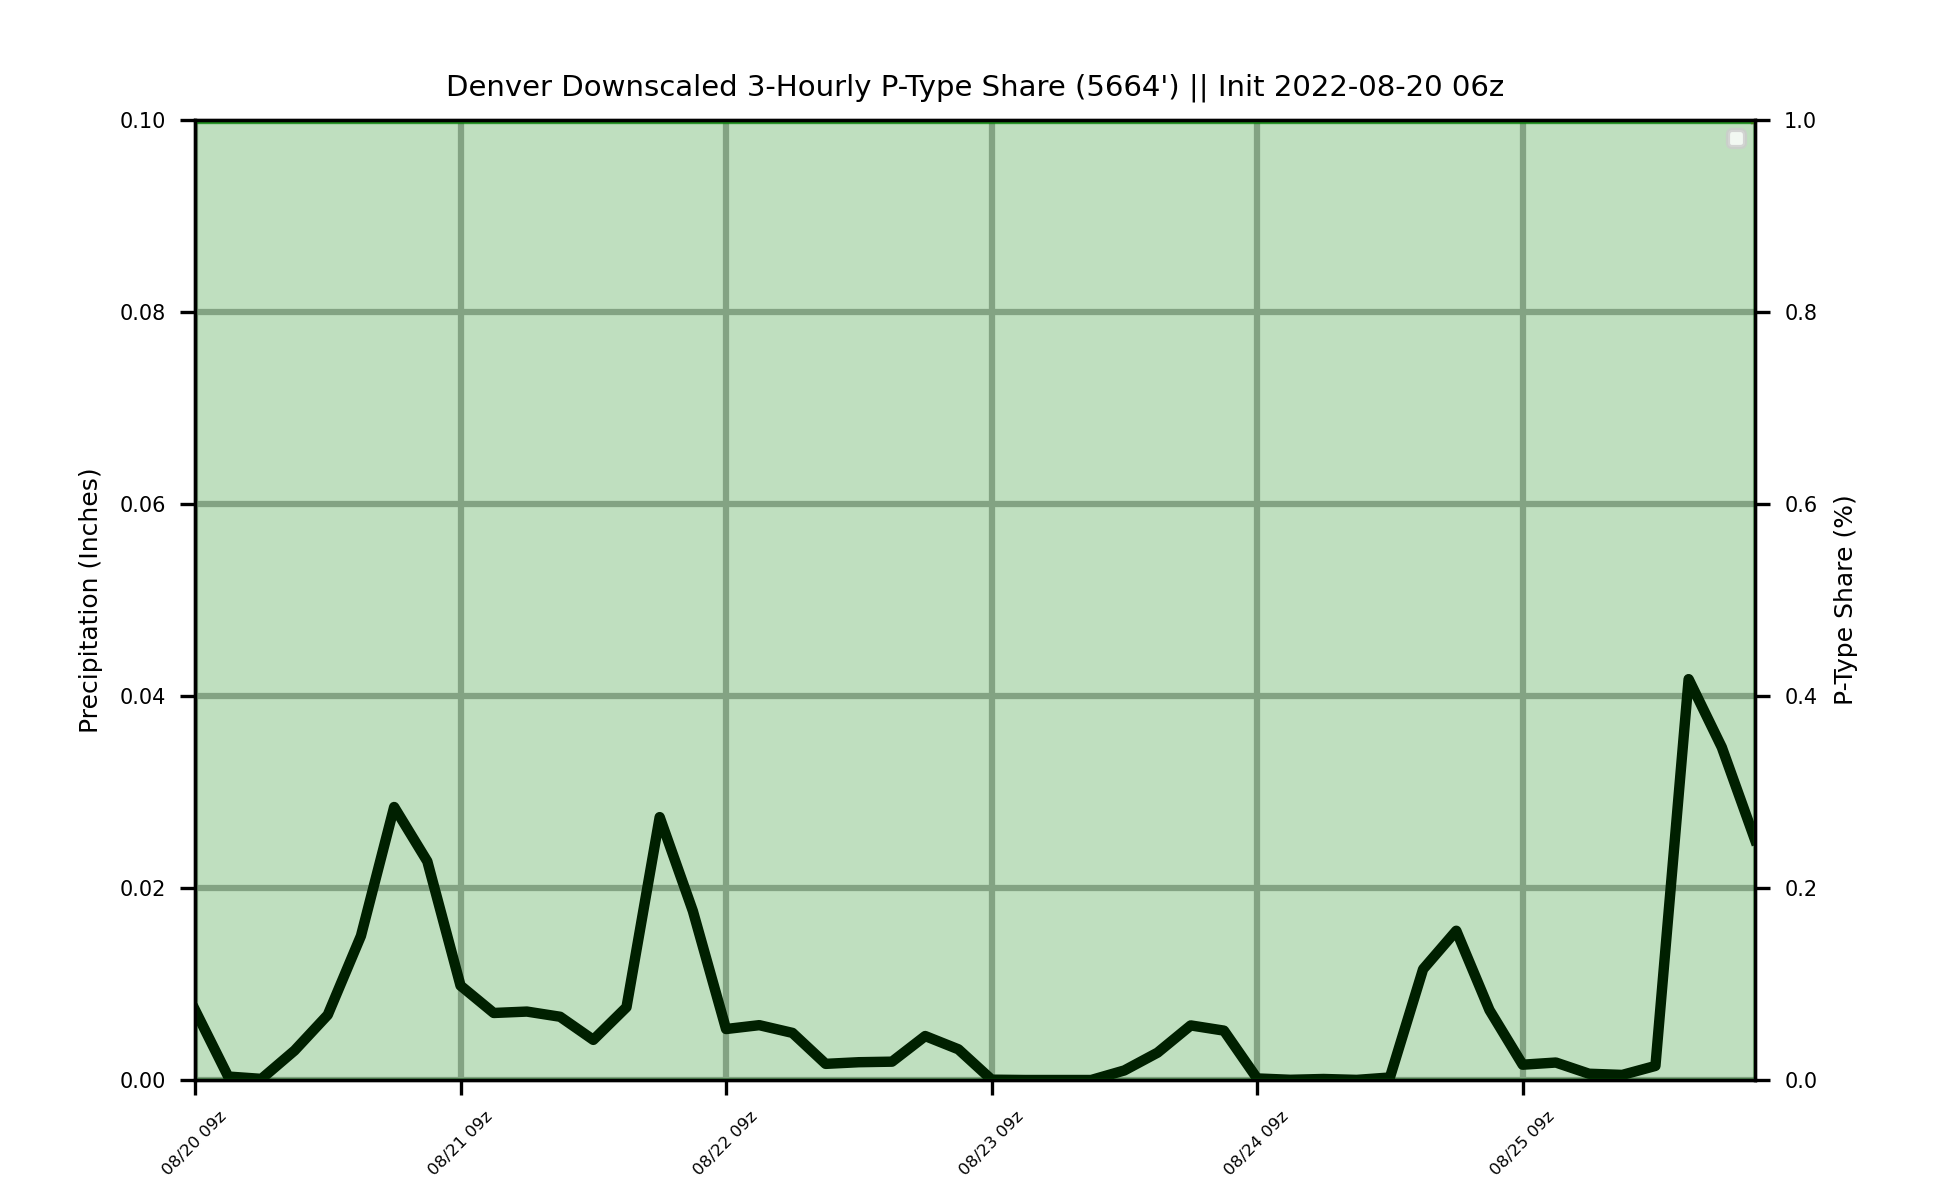 Denver Downscaled 3-Hourly P-Type Share (5664') || Init 2022-08-20 06z
0.10
0.08
0.06
0.04
0.02
0.00
Precipitation (Inches)
1.0
0.8
0.6
0.4
0.2
0.0
P-Type Share (%)
08/20 09z
08/21 09z
08/22 09z
08/23 09z
08/24 09z
08/25 09z